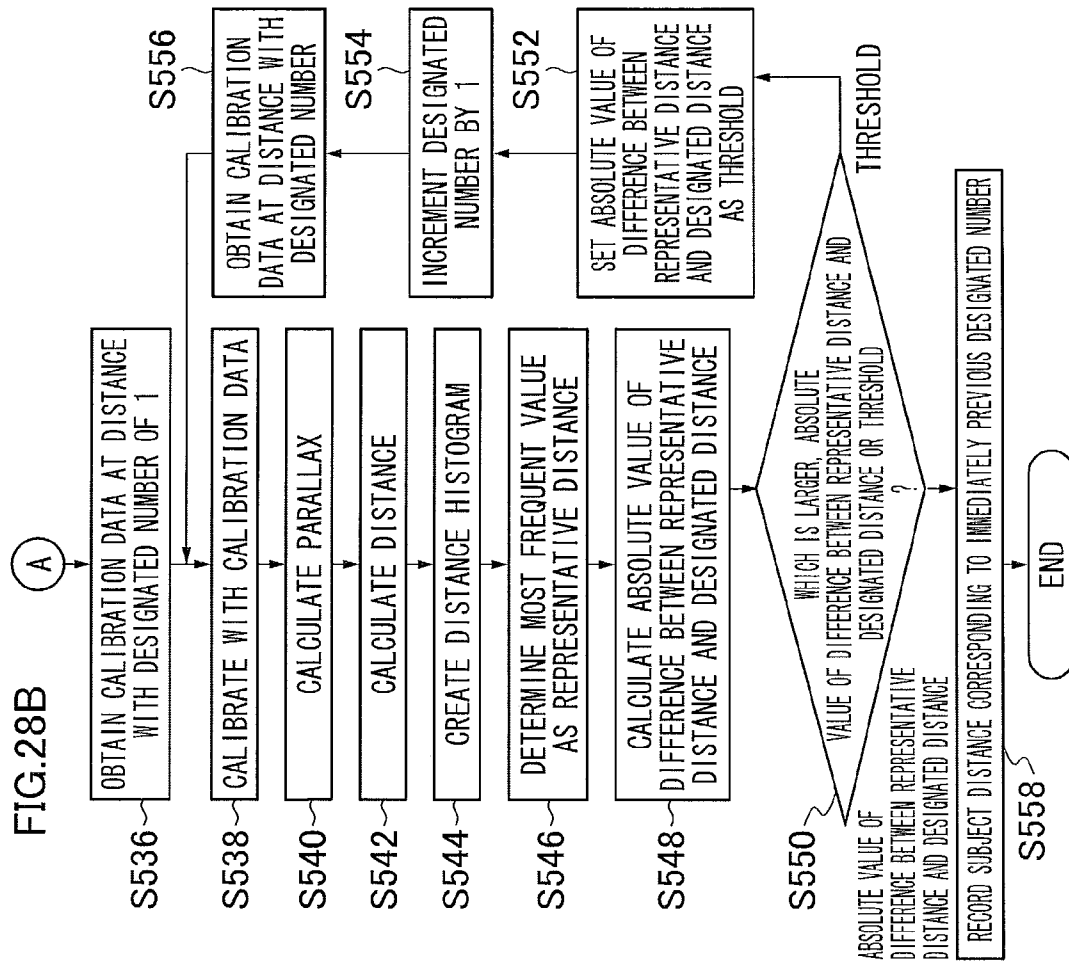 FIG.28B
A
OBTAIN CALIBRATION DATA AT DISTANCE
WITH DESIGNATED NUMBER OF 1
S536
CALIBRATE WITH CALIBRATION DATA
S538
CALCULATE PARALLAX
S540
CALCULATE DISTANCE
S542
CREATE DISTANCE HISTOGRAM
S544
DETERMINE MOST FREQUENT VALUE
AS REPRESENTATIVE DISTANCE
S546
CALCULATE ABSOLUTE VALUE OF
DIFFERENCE BETWEEN REPRESENTATIVE
DISTANCE AND DESIGNATED DISTANCE
S548
WHICH IS LARGER, ABSOLUTE
VALUE OF DIFFERENCE BETWEEN REPRESENTATIVE DISTANCE AND
DESIGNATED DISTANCE OR THRESHOLD
?
S550
THRESHOLD
SET ABSOLUTE VALUE OF
DIFFERENCE BETWEEN
REPRESENTATIVE DISTANCE
AND DESIGNATED DISTANCE
AS THRESHOLD
S552
INCREMENT DESIGNATED
NUMBER BY 1
S554
OBTAIN CALIBRATION
DATA AT DISTANCE WITH
DESIGNATED NUMBER
S556
ABSOLUTE VALUE OF
DIFFERENCE BETWEEN REPRESENTATIVE
DISTANCE AND DESIGNATED DISTANCE
RECORD SUBJECT DISTANCE CORRESPONDING TO IMMEDIATELY PREVIOUS DESIGNATED NUMBER
S558
END